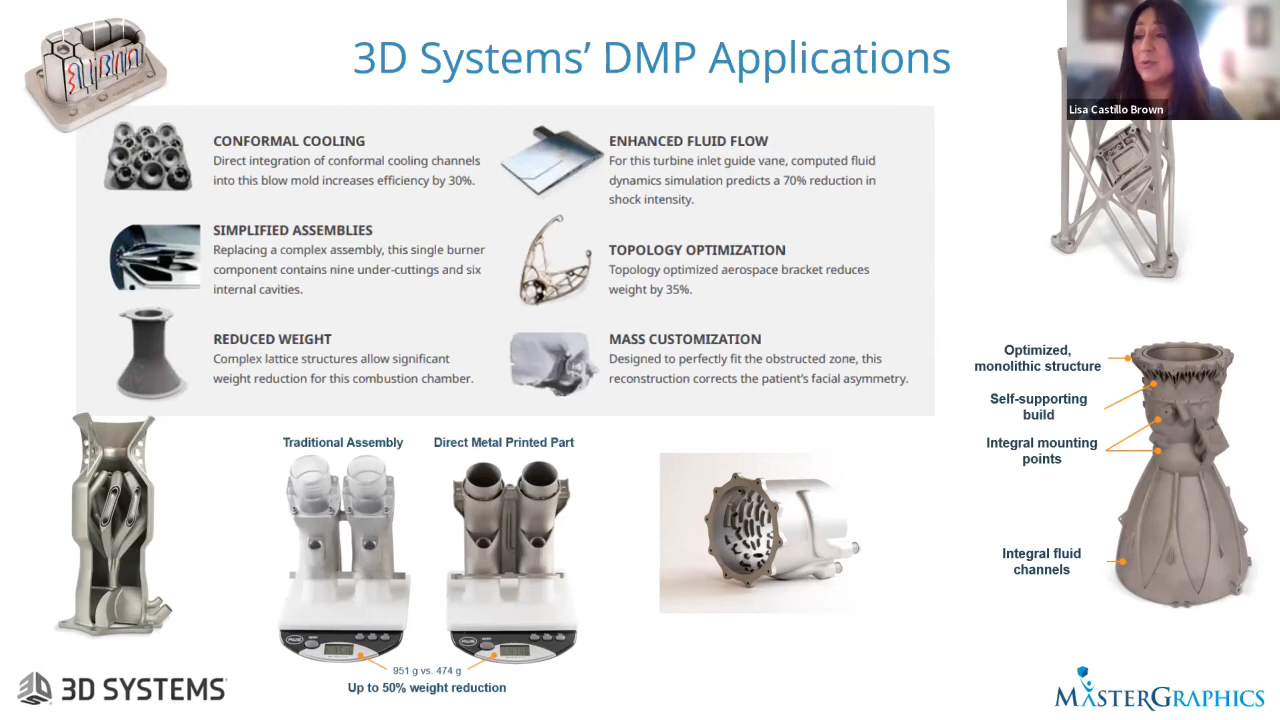 3D Systems’ DMP Applications
Lisa Castillo Brown
CONFORMAL COOLING
Direct integration of conformal cooling channels
into this blow mold increases efficiency by 30%.
SIMPLIFIED ASSEMBLIES
Replacing a complex assembly, this single burner
component contains nine under-cuttings and six
internal cavities.
REDUCED WEIGHT
Complex lattice structures allow significant
weight reduction for this combustion chamber.
ENHANCED FLUID FLOW
For this turbine inlet guide vane, computed fluid
dynamics simulation predicts a 70% reduction in
shock intensity.
TOPOLOGY OPTIMIZATION
Topology optimized aerospace bracket reduces
weight by 35%.
MASS CUSTOMIZATION
Designed to perfectly fit the obstructed zone, this
reconstruction corrects the patient’s facial asymmetry.
Optimized,
monolithic structure
Self-supporting
build
Integral mounting
points
Integral fluid
channels
Traditional Assembly
Direct Metal Printed Part
AWS
AWS
951 g vs. 474 g
Up to 50% weight reduction
3D SYSTEMS
MASTERGRAPHICS